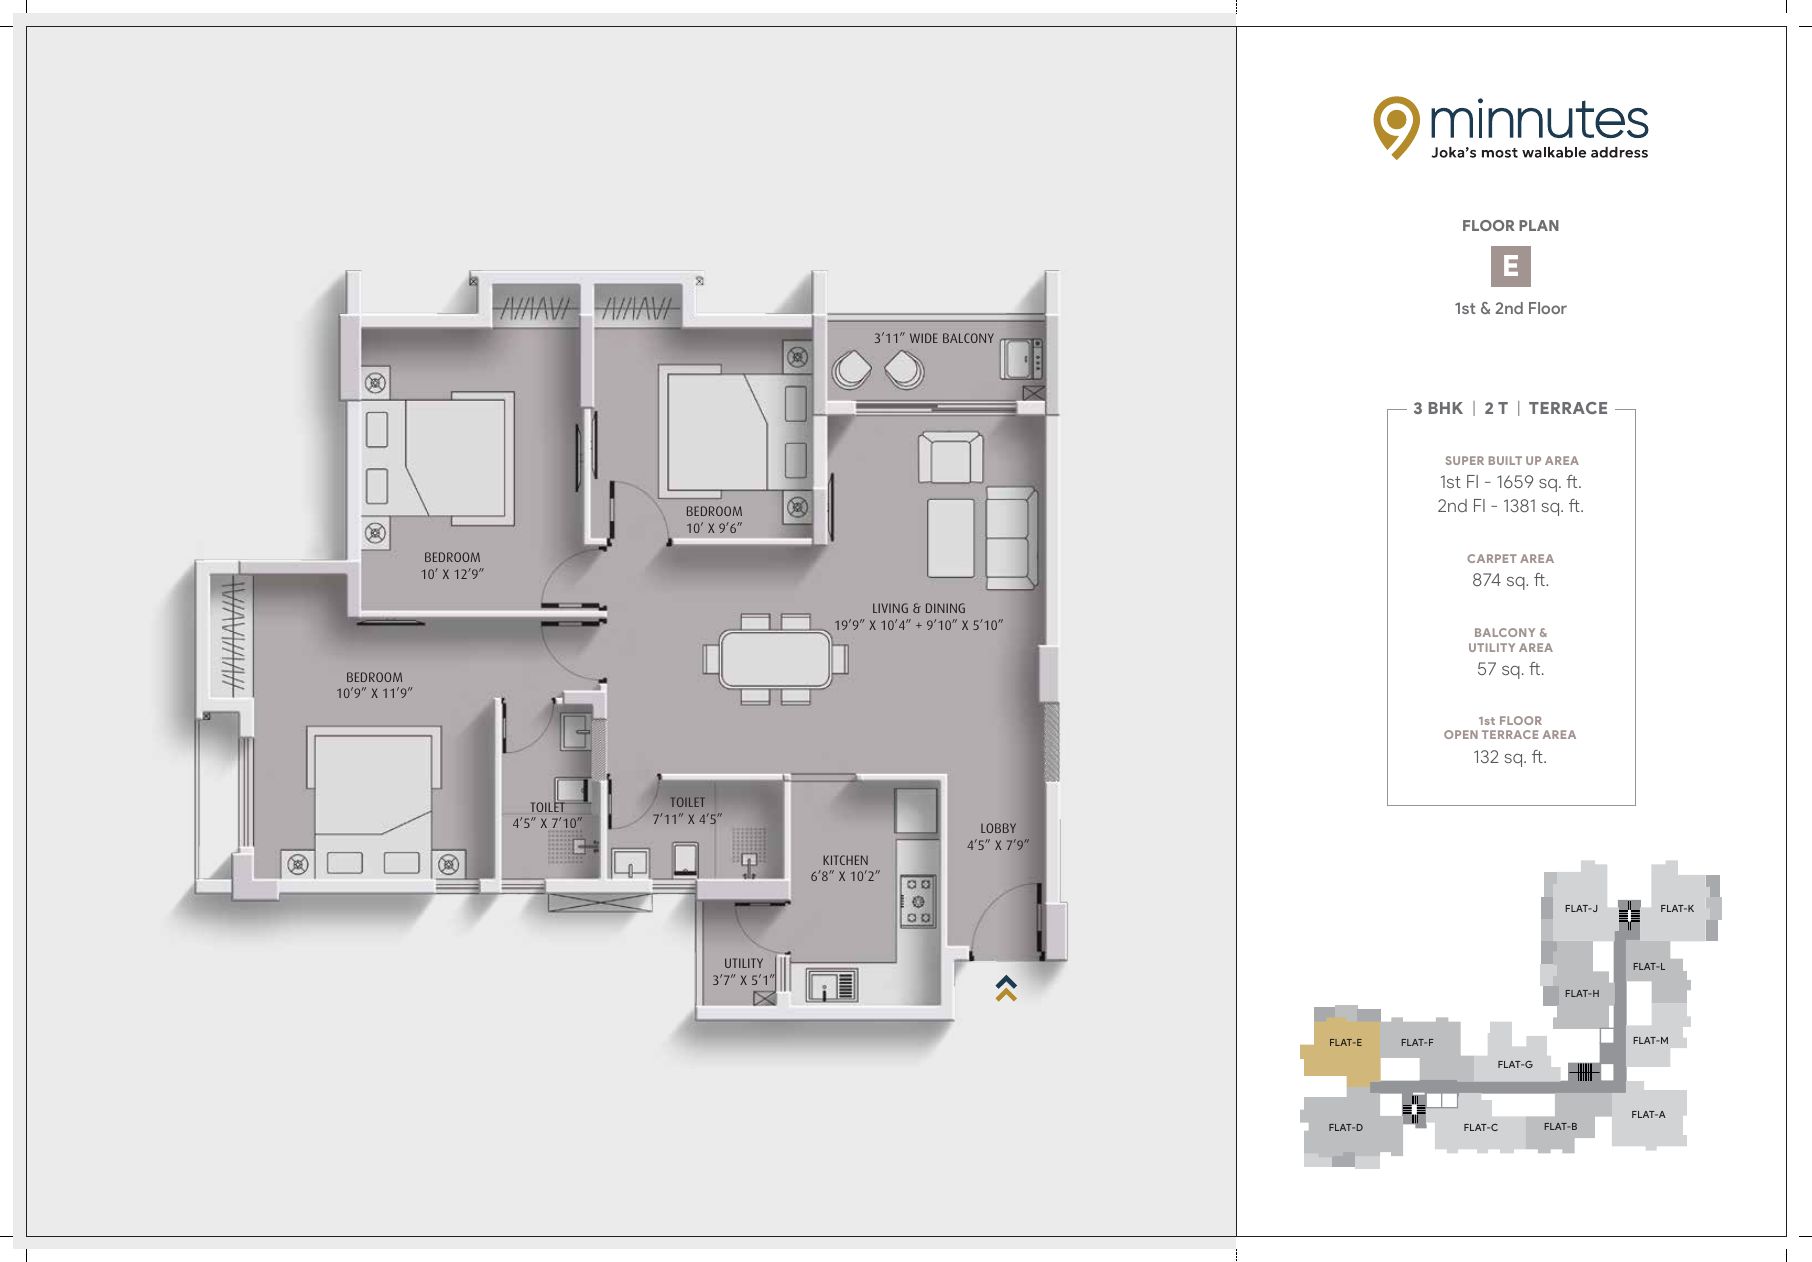 3'11" WIDE BALCONY
BEDROOM
10' X 9'6"
BEDROOM
10' X 12'9"
LIVING & DINING
19'9" X 10'4" + 9'10" X 5'10"
BEDROOM
10'9" X 11'9"
TOILET
4'5" X 7'10"
TOILET
7'11" X 4'5"
LOBBY
4'5" X 7'9"
KITCHEN
6'8" X 10'2"
UTILITY
3'7" X 5'1"
9 minnutes
Joka's most walkable address
FLOOR PLAN
E
1st & 2nd Floor
3 BHK | 2 T | TERRACE
SUPER BUILT UP AREA
1st Fl - 1659 sq. ft.
2nd Fl - 1381 sq. ft.
CARPET AREA
874 sq. ft.
BALCONY &
UTILITY AREA
57 sq. ft.
1st FLOOR
OPEN TERRACE AREA
132 sq. ft.
FLAT-J
FLAT-K
FLAT-L
FLAT-H
FLAT-E
FLAT-F
FLAT-M
FLAT-G
FLAT-A
FLAT-D
FLAT-C
FLAT-B